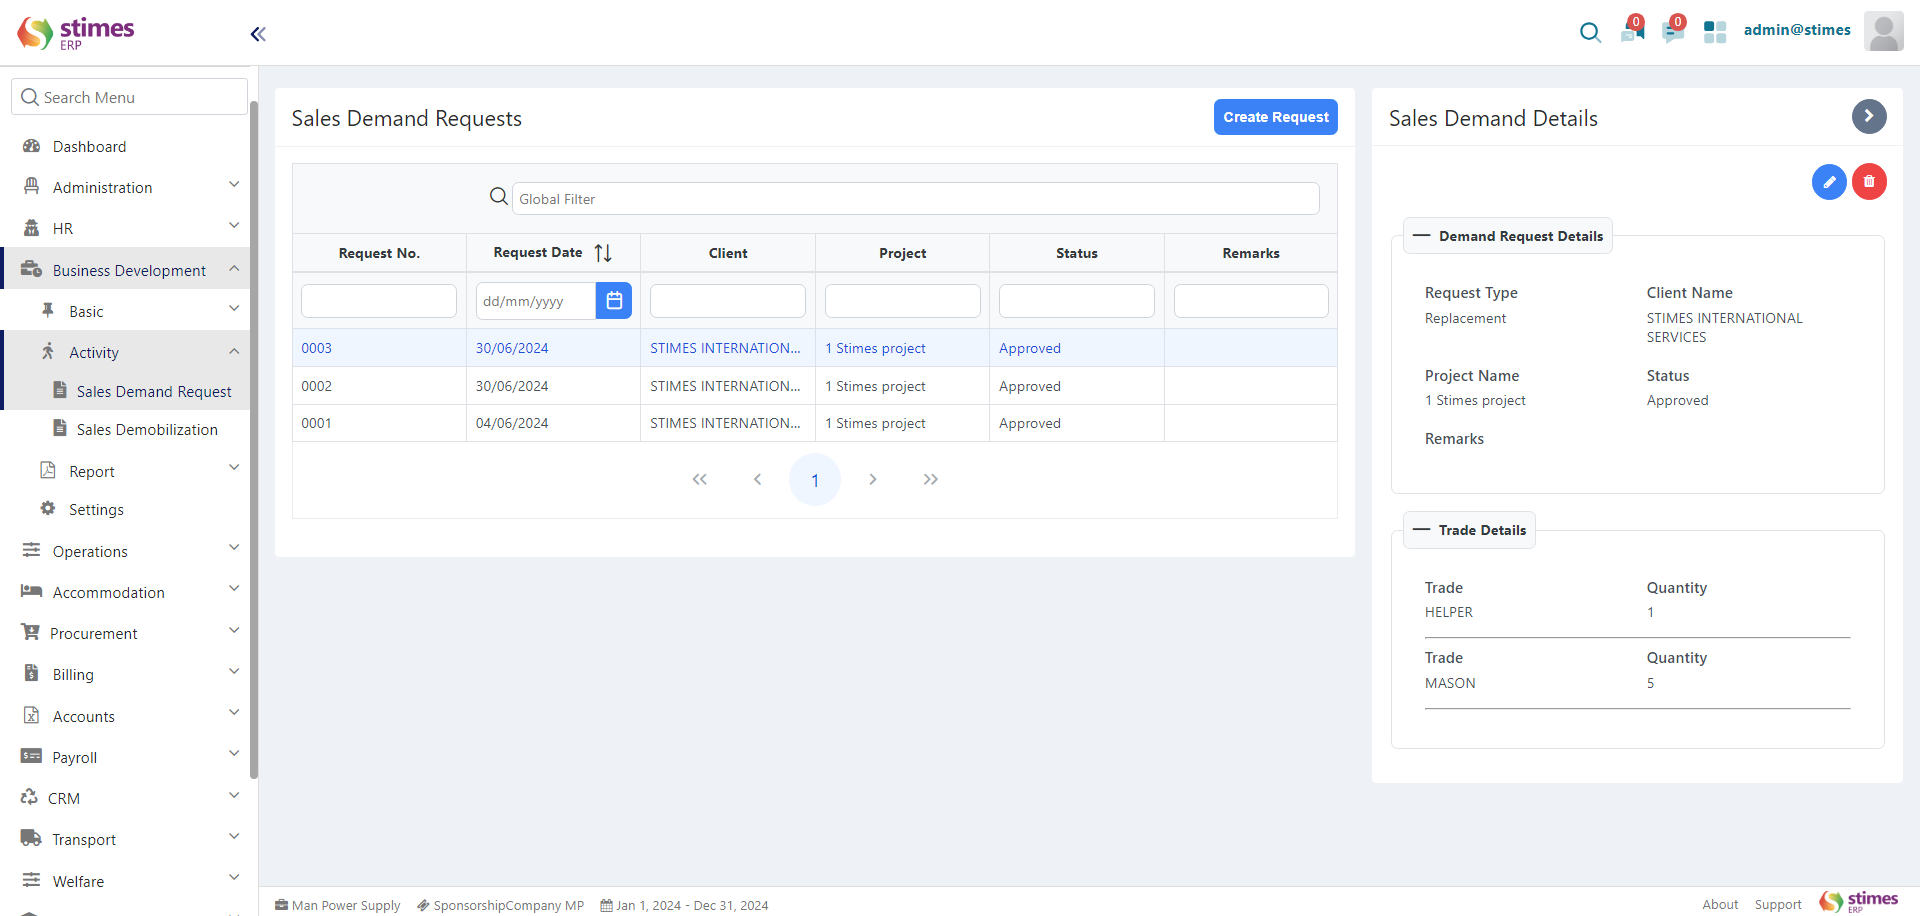 stimes
ERP
0
0
admin@stimes
Search Menu
Dashboard
Administration
HR
Business Development
Basic
Activity
Sales Demand Request
Sales Demobilization
Report
Settings
Operations
Accommodation
Procurement
Billing
Accounts
Payroll
CRM
Transport
Welfare
Sales Demand Requests
Create Request
Global Filter
Request No. Request Date Client Project Status Remarks
dd/mm/yyyy
0003 30/06/2024 STIMES INTERNATION... 1 Stimes project Approved
0002 30/06/2024 STIMES INTERNATION... 1 Stimes project Approved
0001 04/06/2024 STIMES INTERNATION... 1 Stimes project Approved
1
Sales Demand Details
Demand Request Details
Request Type Client Name
Replacement STIMES INTERNATIONAL
SERVICES
Project Name Status
1 Stimes project Approved
Remarks
Trade Details
Trade Quantity
HELPER 1
Trade Quantity
MASON 5
Man Power Supply SponsorshipCompany MP Jan 1, 2024 - Dec 31, 2024
About Support
stimes
ERP